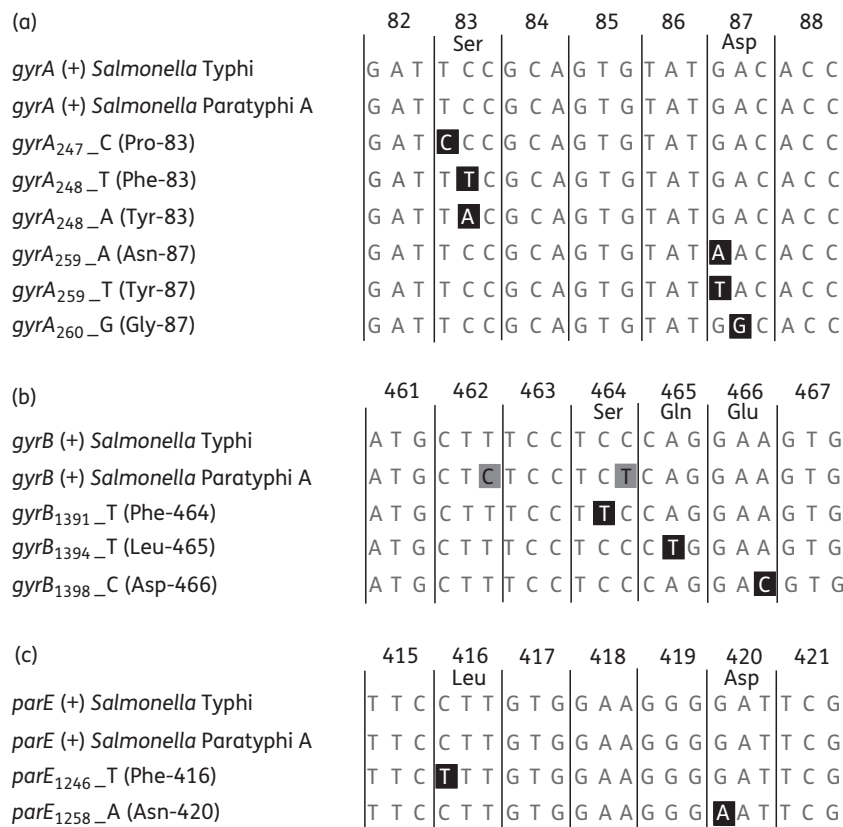 (a) 82 83 84 85 86 87 88
Ser Asp
gyrA (+) Salmonella Typhi G A T T C C G C A G T G T A T G A C A C C
gyrA (+) Salmonella Paratyphi A G A T T C C G C A G T G T A T G A C A C C
gyrA247_C (Pro-83) G A T C C C G C A G T G T A T G A C A C C
gyrA248_T (Phe-83) G A T T T C G C A G T G T A T G A C A C C
gyrA248_A (Tyr-83) G A T T A C G C A G T G T A T G A C A C C
gyrA259_A (Asn-87) G A T T C C G C A G T G T A T A A C A C C
gyrA259_T (Tyr-87) G A T T C C G C A G T G T A T T A C A C C
gyrA260_G (Gly-87) G A T T C C G C A G T G T A T G G C A C C
(b) 461 462 463 464 465 466 467
Ser Gln Glu
gyrB (+) Salmonella Typhi A T G C T T T C C T C C C A G G A A G T G
gyrB (+) Salmonella Paratyphi A A T G C T C T C C T C T C A G G A A G T G
gyrB1391_T (Phe-464) A T G C T T T C C T T C C A G G A A G T G
gyrB1394_T (Leu-465) A T G C T T T C C T C C C T G G A A G T G
gyrB1398_C (Asp-466) A T G C T T T C C T C C C A G G A C G T G
(c) 415 416 417 418 419 420 421
Leu Asp
parE (+) Salmonella Typhi T T C C T T G T G G A A G G G G A T T C G
parE (+) Salmonella Paratyphi A T T C C T T G T G G A A G G G G A T T C G
parE1246_T (Phe-416) T T C T T T G T G G A A G G G G A T T C G
parE1258_A (Asn-420) T T C C T T G T G G A A G G G A A T T C G